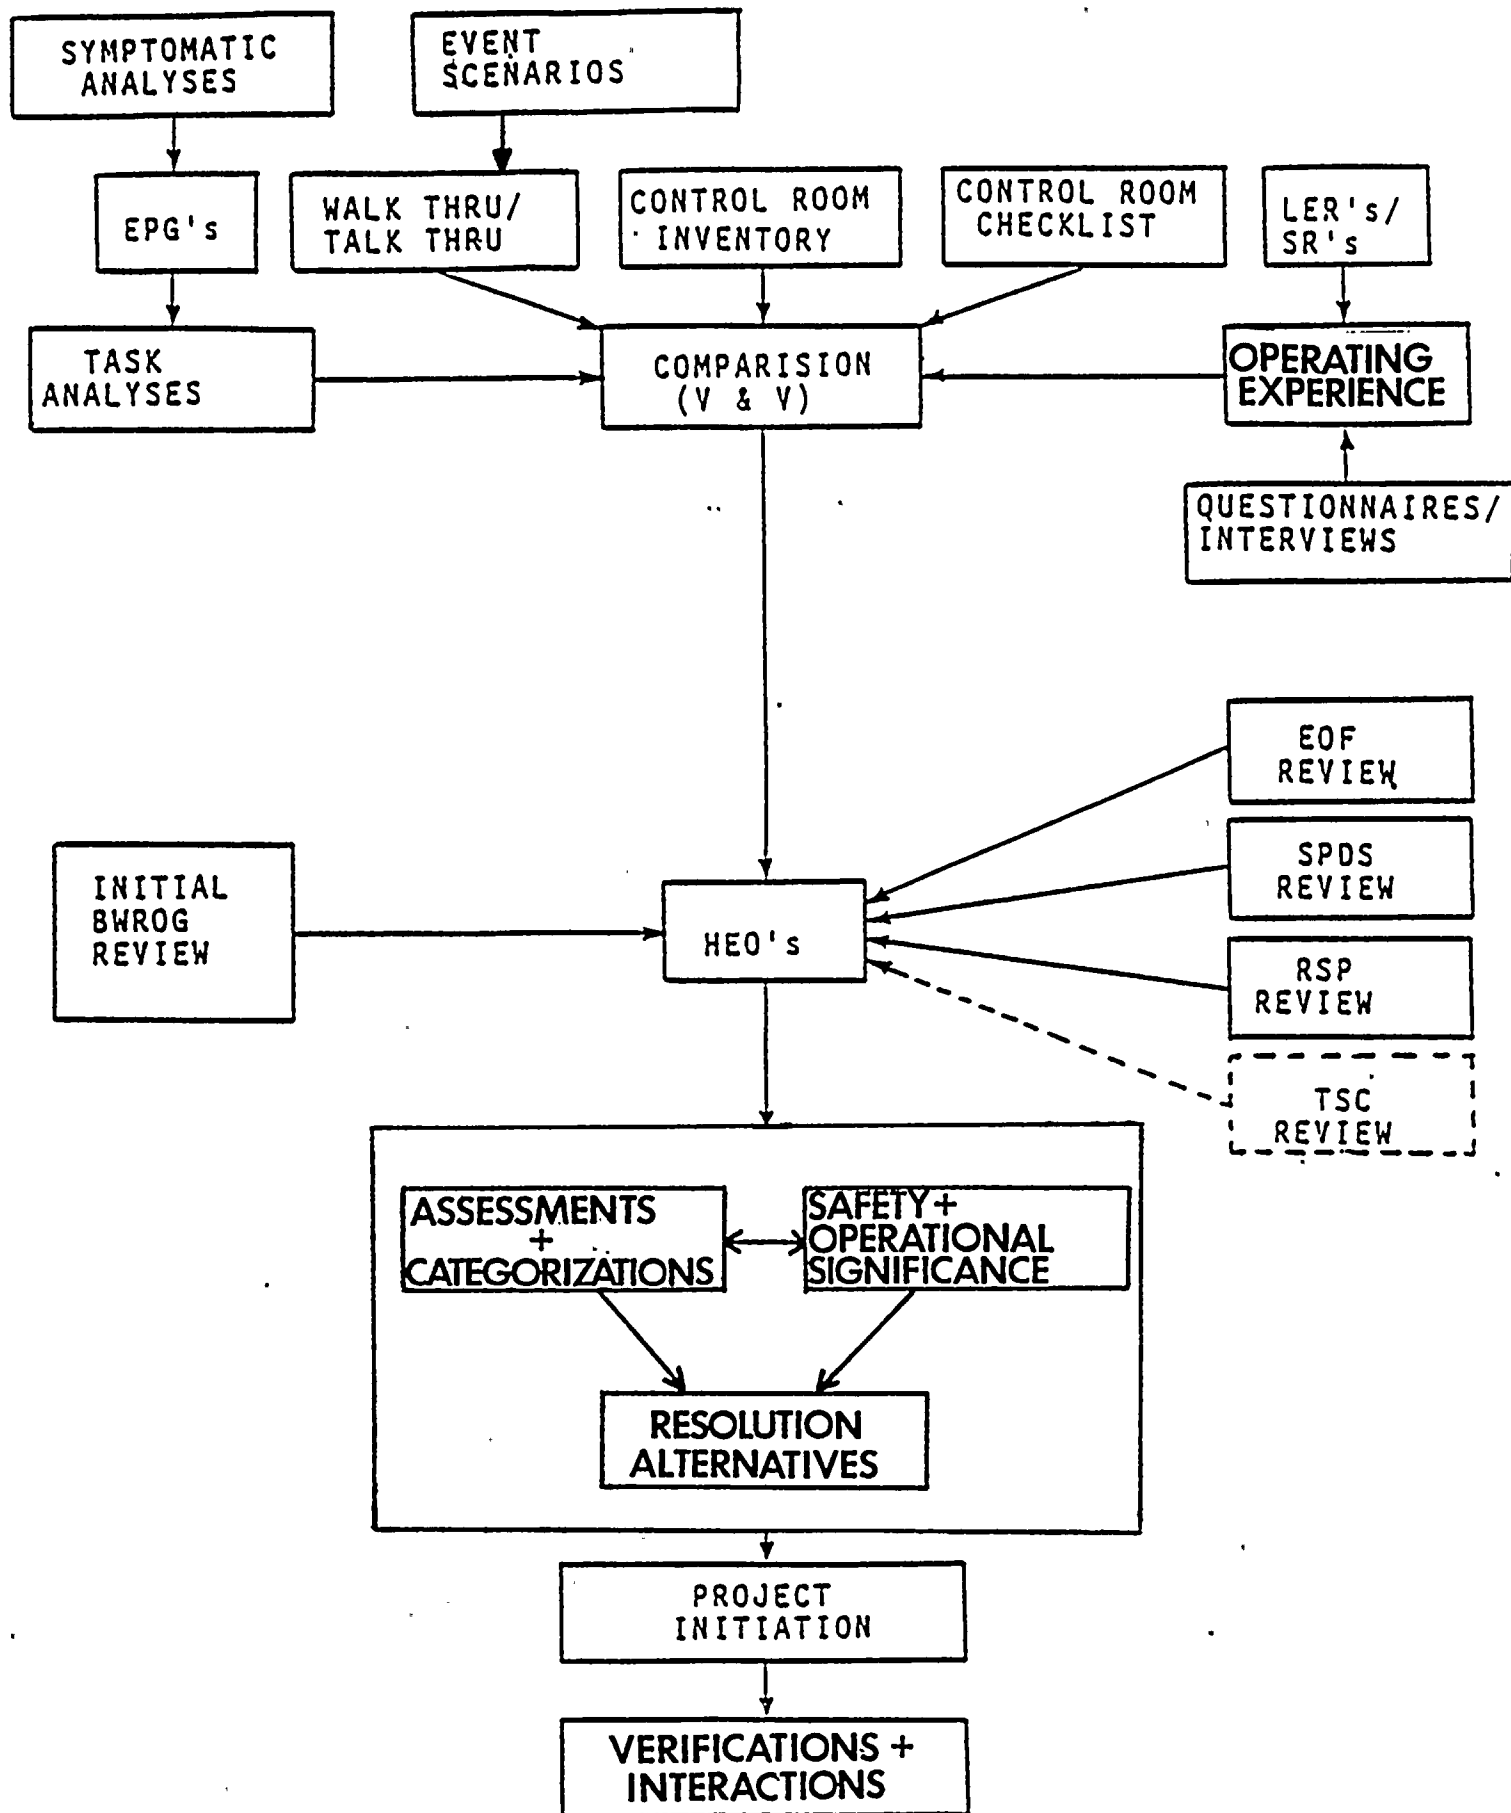 SYMPTOMATIC
ANALYSES
EVENT
SCENARIOS
EPG's
WALK THRU/
TALK THRU
CONTROL ROOM
INVENTORY
CONTROL ROOM
CHECKLIST
LER's/
SR's
TASK
ANALYSES
COMPARISION
(V & V)
OPERATING
EXPERIENCE
QUESTIONNAIRES/
INTERVIEWS
EOF
REVIEW
SPDS
REVIEW
INITIAL
BWROG
REVIEW
HEO's
RSP
REVIEW
TSC
REVIEW
ASSESSMENTS
+
CATEGORIZATIONS
SAFETY +
OPERATIONAL
SIGNIFICANCE
RESOLUTION
ALTERNATIVES
PROJECT
INITIATION
VERIFICATIONS +
INTERACTIONS